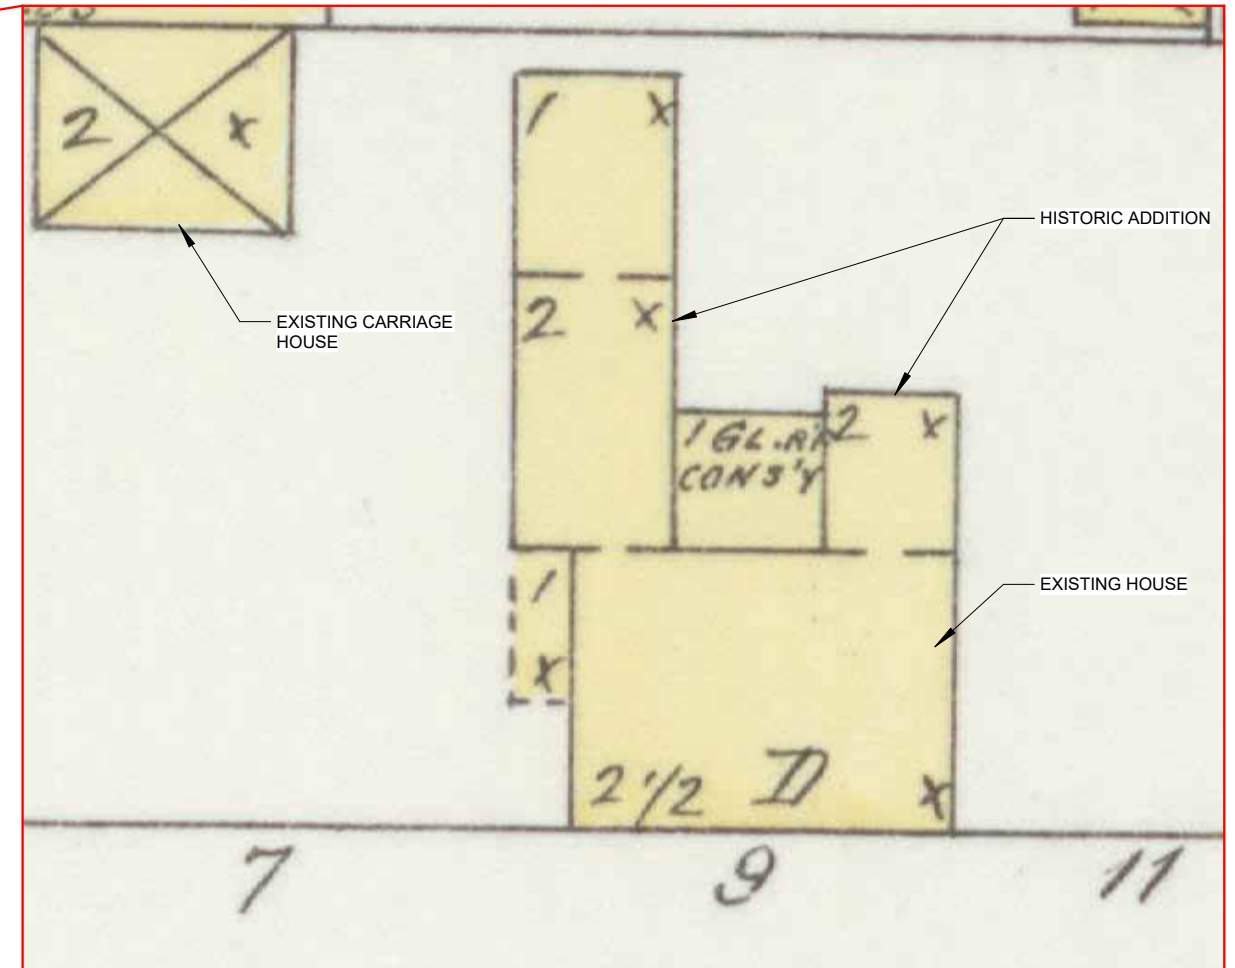 2 x
1 x
HISTORIC ADDITION
EXISTING CARRIAGE
HOUSE
2 x
2 x
1 GL.R
CONS'Y
1
x
EXISTING HOUSE
2 1/2 D x
7 9 11